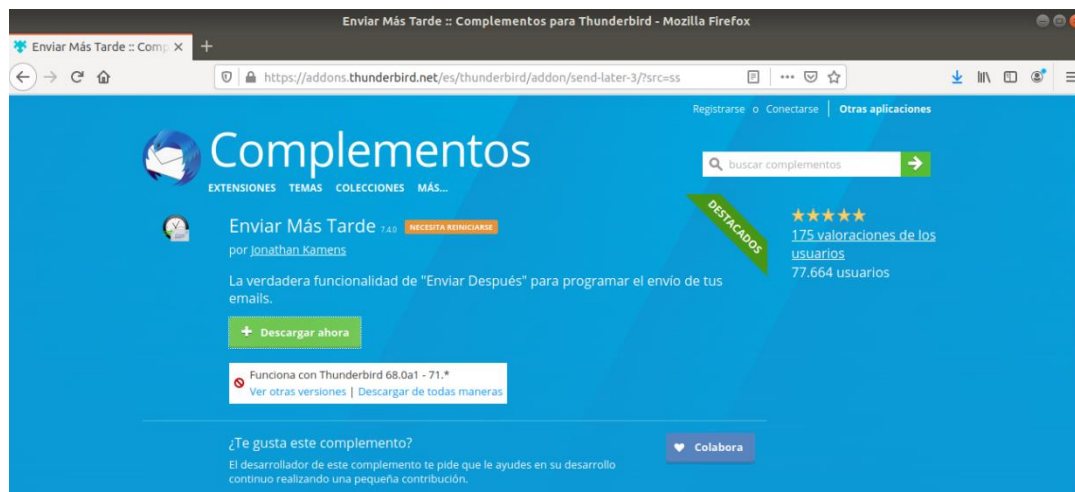 Enviar Más Tarde :: Complementos para Thunderbird - Mozilla Firefox
Enviar Más Tarde :: Comp
https://addons.thunderbird.net/es/thunderbird/addon/send-later-3/?src=ss
Registrarse o Conectarse | Otras aplicaciones
Complementos
buscar complementos
EXTENSIONES TEMAS COLECCIONES MÁS...
DESTACADOS
Enviar Más Tarde 7.4.0 NECESITA REINICIARSE
por Jonathan Kamens
175 valoraciones de los
usuarios
77.664 usuarios
La verdadera funcionalidad de "Enviar Después" para programar el envío de tus
emails.
Descargar ahora
Funciona con Thunderbird 68.0a1 - 71.*
Ver otras versiones | Descargar de todas maneras
¿Te gusta este complemento?
El desarrollador de este complemento te pide que le ayudes en su desarrollo
continuo realizando una pequeña contribución.
Colabora